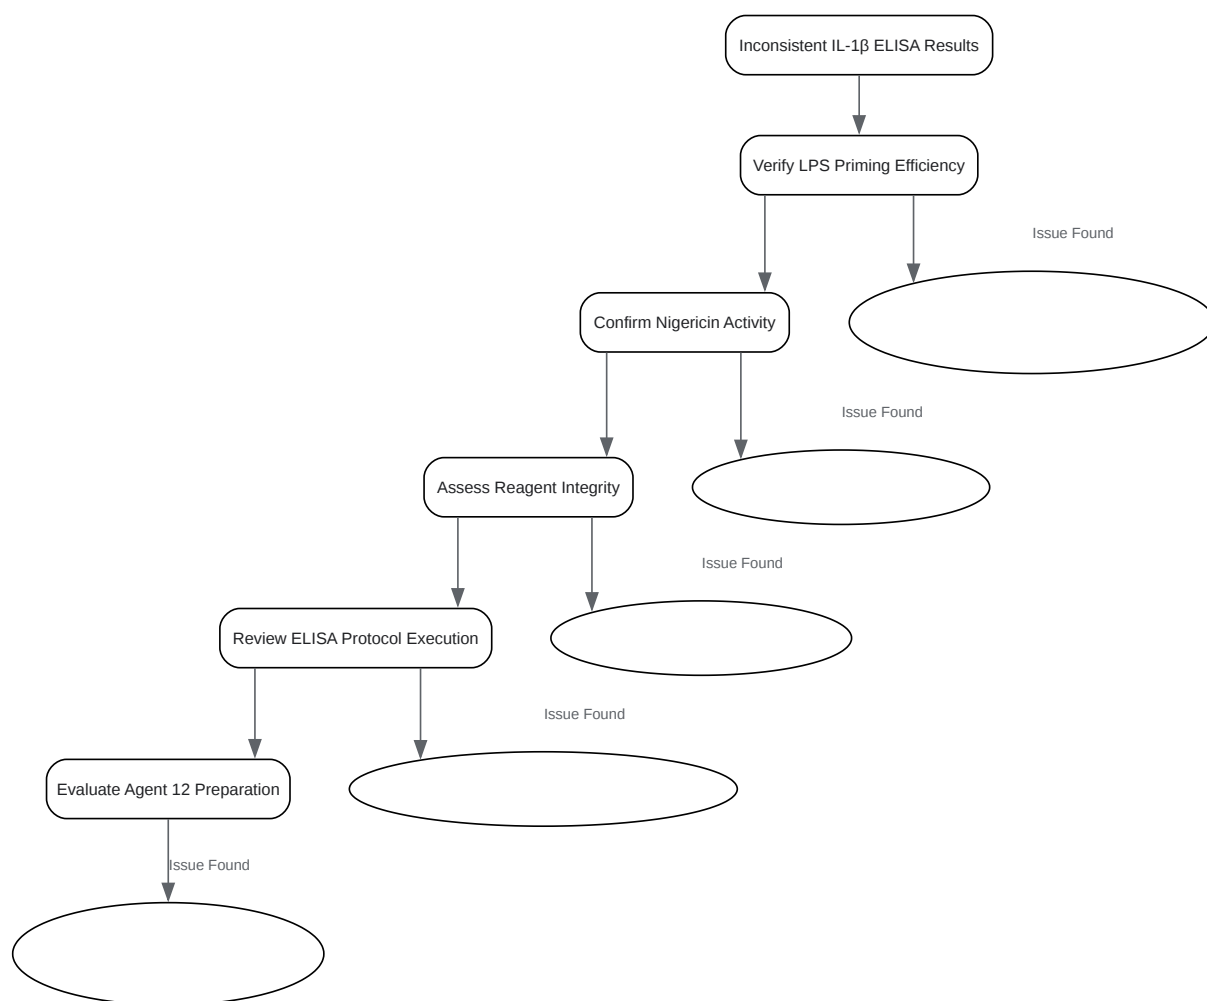 Inconsistent IL-1β ELISA Results
Verify LPS Priming Efficiency
Issue Found
Confirm Nigericin Activity
Issue Found
Assess Reagent Integrity
Issue Found
Review ELISA Protocol Execution
Issue Found
Evaluate Agent 12 Preparation
Issue Found